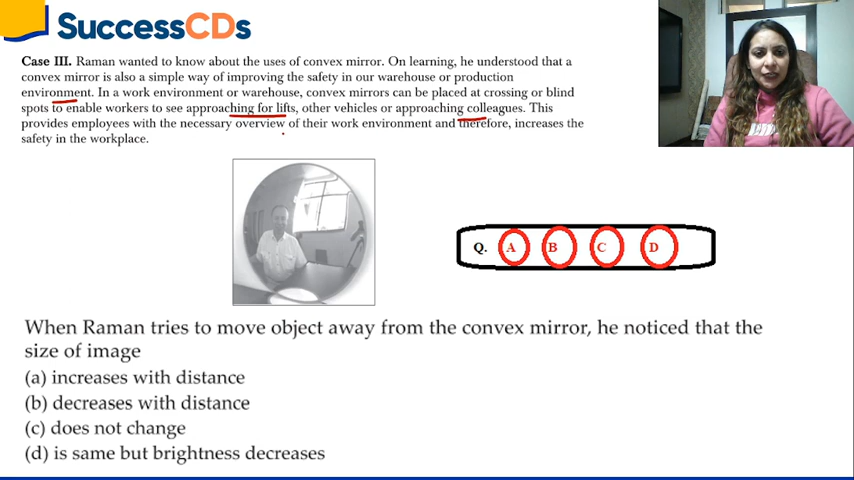 SuccessCDs
Case III. Raman wanted to know about the uses of convex mirror. On learning, he understood that a
convex mirror is also a simple way of improving the safety in our warehouse or production
environment. In a work environment or warehouse, convex mirrors can be placed at crossing or blind
spots to enable workers to see approaching for lifts, other vehicles or approaching colleagues. This
provides employees with the necessary overview of their work environment and therefore, increases the
safety in the workplace.
Q. A B C D
When Raman tries to move object away from the convex mirror, he noticed that the
size of image
(a) increases with distance
(b) decreases with distance
(c) does not change
(d) is same but brightness decreases